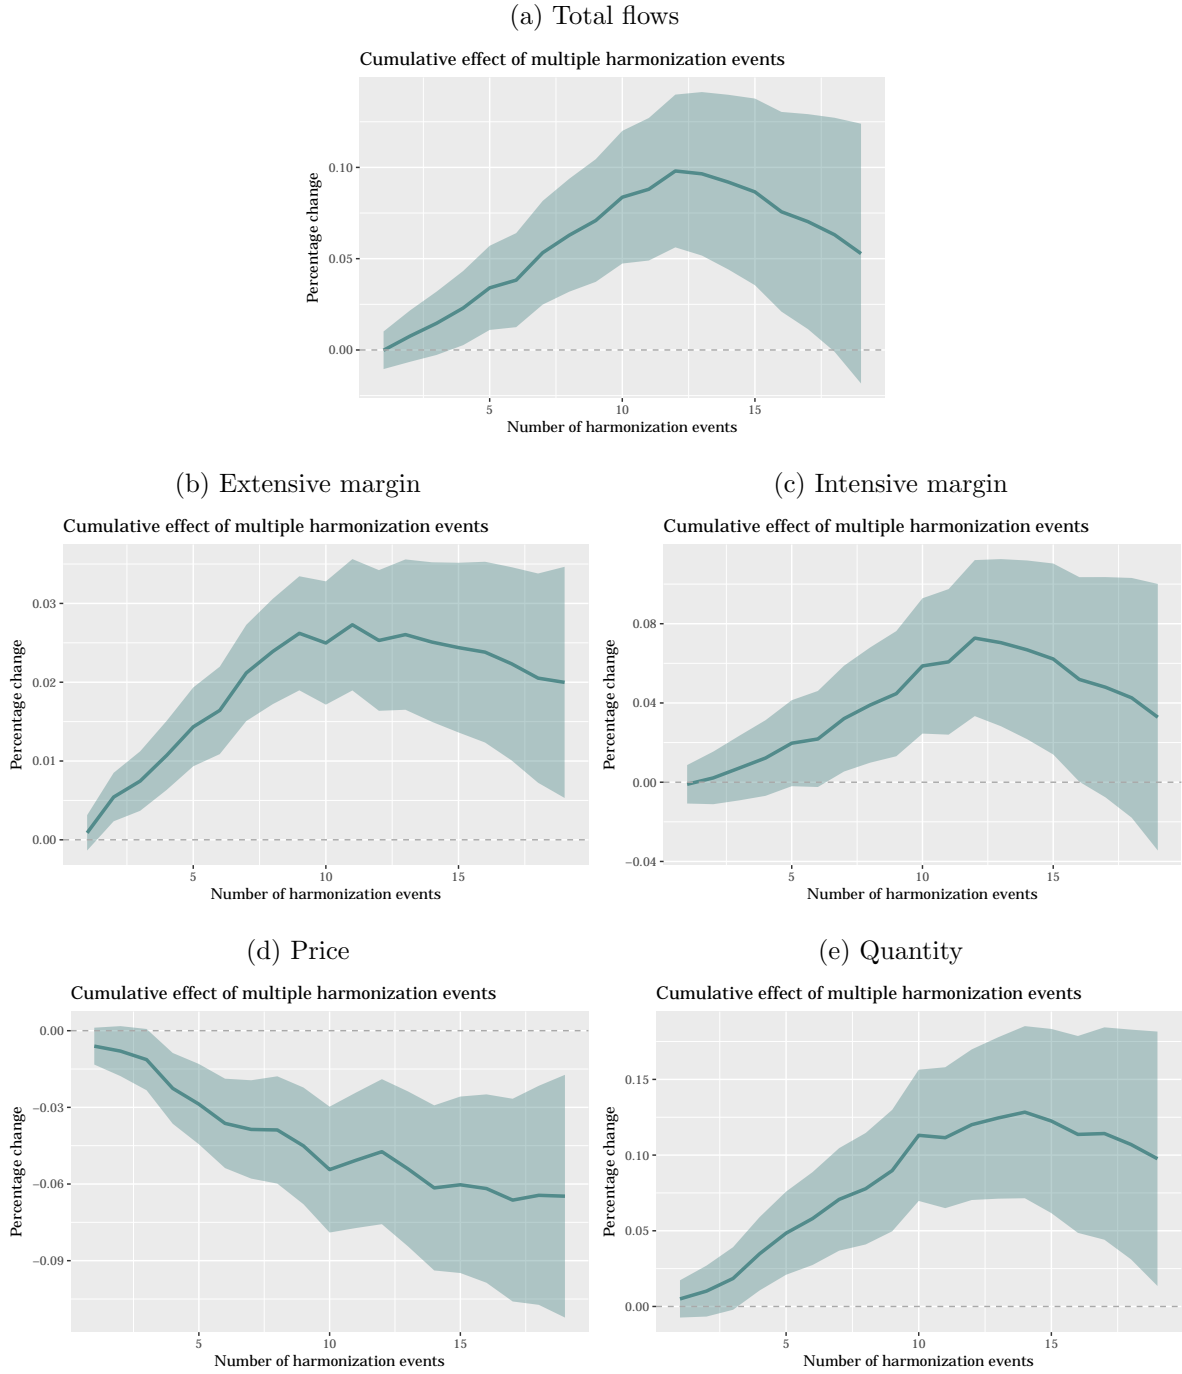 (a) Total flows
Cumulative effect of multiple harmonization events
Percentage change
0.10
0.05
0.00
5 10 15
Number of harmonization events
(b) Extensive margin
Cumulative effect of multiple harmonization events
Percentage change
0.03
0.02
0.01
0.00
5 10 15
Number of harmonization events
(c) Intensive margin
Cumulative effect of multiple harmonization events
Percentage change
0.08
0.04
0.00
−0.04
5 10 15
Number of harmonization events
(d) Price
Cumulative effect of multiple harmonization events
Percentage change
0.00
−0.03
−0.06
−0.09
5 10 15
Number of harmonization events
(e) Quantity
Cumulative effect of multiple harmonization events
Percentage change
0.15
0.10
0.05
0.00
5 10 15
Number of harmonization events